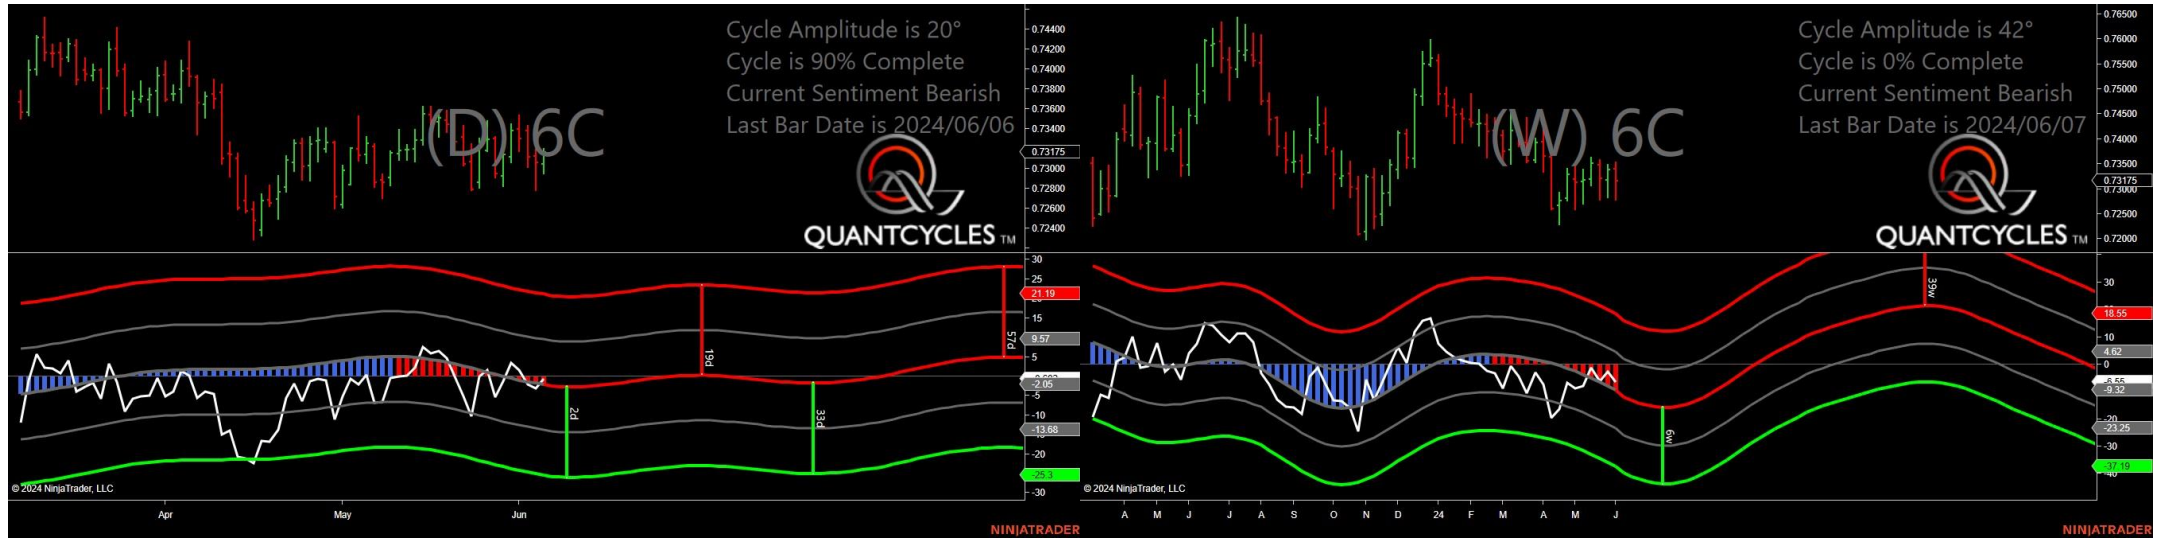 Cycle Amplitude is 20°
Cycle is 90% Complete
Current Sentiment Bearish
Last Bar Date is 2024/06/06
(D) 6C
QUANTCYCLES TM
0.74400
0.74200
0.74000
0.73800
0.73600
0.73400
0.73175
0.73000
0.72800
0.72600
0.72400
30
25
21.19
15
9.57
5
-2.05
-5
-10
-13.68
-20
-25.3
-30
2d
19d
33d
57d
© 2024 NinjaTrader, LLC
Apr May Jun
NINJATRADER
Cycle Amplitude is 42°
Cycle is 0% Complete
Current Sentiment Bearish
Last Bar Date is 2024/06/07
(W) 6C
QUANTCYCLES TM
0.76500
0.76000
0.75500
0.75000
0.74500
0.74000
0.73500
0.73175
0.73000
0.72500
0.72000
30
18.55
10
4.62
0
-6.55
-9.32
-20
-23.25
-30
-37.19
6w
39w
© 2024 NinjaTrader, LLC
A M J J A S O N D 24 F M A M J
NINJATRADER